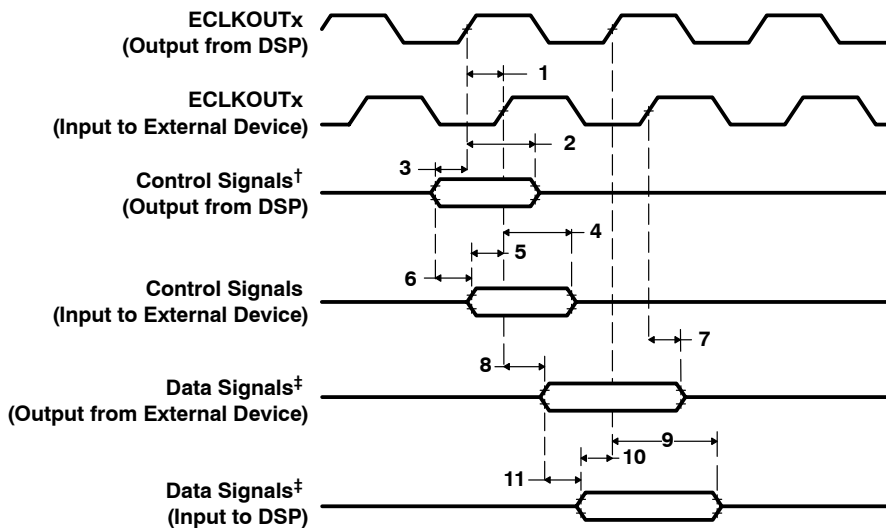 ECLKOUTx
(Output from DSP)
1
ECLKOUTx
(Input to External Device)
2
3
Control Signals†
(Output from DSP)
4
5
6
Control Signals
(Input to External Device)
7
8
Data Signals‡
(Output from External Device)
9
10
11
Data Signals‡
(Input to DSP)